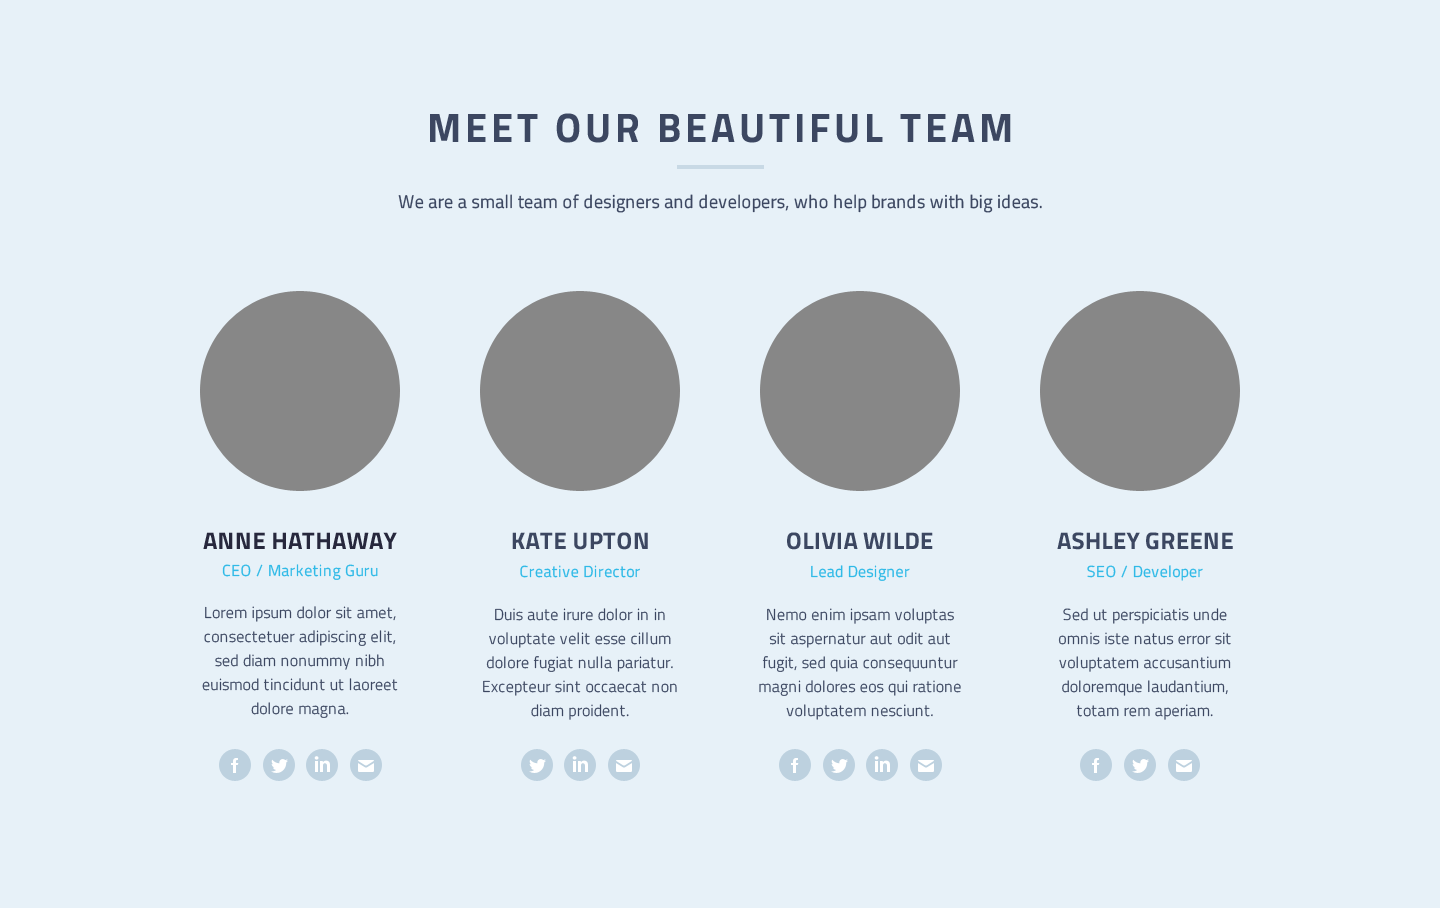 MEET OUR BEAUTIFUL TEAM
We are a small team of designers and developers, who help brands with big ideas.
ANNE HATHAWAY
CEO / Marketing Guru
Lorem ipsum dolor sit amet,
consectetuer adipiscing elit,
sed diam nonummy nibh
euismod tincidunt ut laoreet
dolore magna.
KATE UPTON
Creative Director
Duis aute irure dolor in in
voluptate velit esse cillum
dolore fugiat nulla pariatur.
Excepteur sint occaecat non
diam proident.
OLIVIA WILDE
Lead Designer
Nemo enim ipsam voluptas
sit aspernatur aut odit aut
fugit, sed quia consequuntur
magni dolores eos qui ratione
voluptatem nesciunt.
ASHLEY GREENE
SEO / Developer
Sed ut perspiciatis unde
omnis iste natus error sit
voluptatem accusantium
doloremque laudantium,
totam rem aperiam.